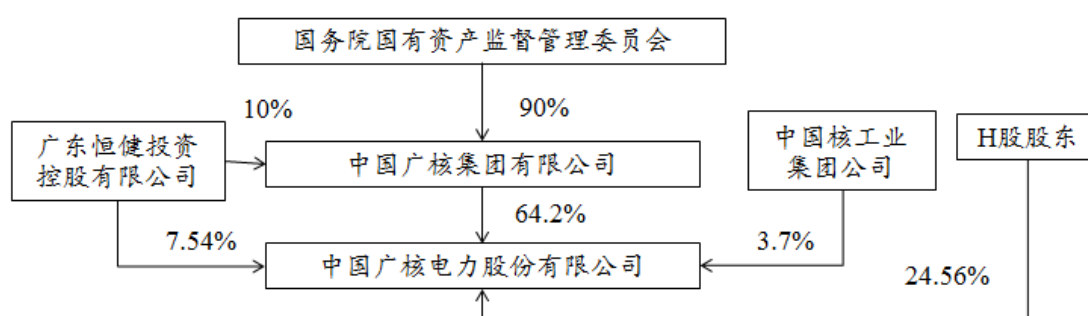 国务院国有资产监督管理委员会
10%
90%
广东恒健投资
控股有限公司
中国广核集团有限公司
中国核工业
集团公司
H股股东
64.2%
7.54%
3.7%
中国广核电力股份有限公司
24.56%